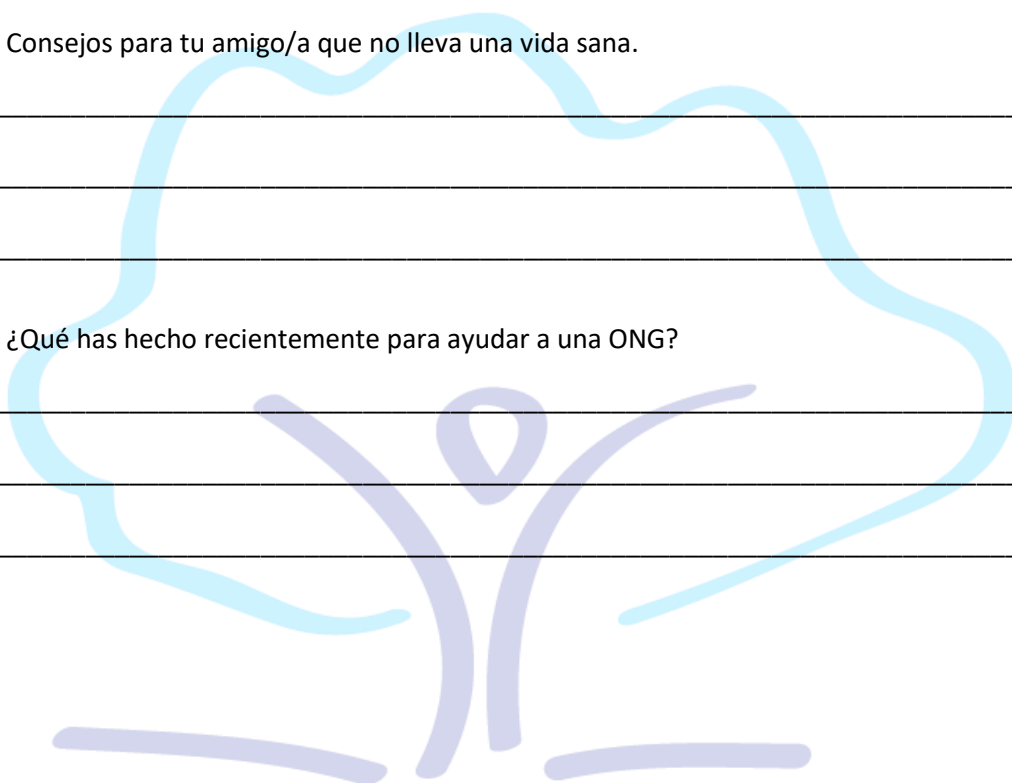 Consejos para tu amigo/a que no lleva una vida sana.
¿Qué has hecho recientemente para ayudar a una ONG?